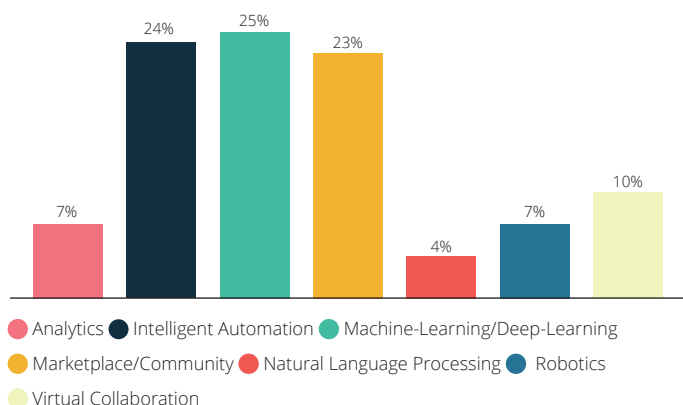 25%
24%
23%
10%
7%
7%
4%
Analytics Intelligent Automation Machine-Learning/Deep-Learning
Marketplace/Community Natural Language Processing Robotics
Virtual Collaboration